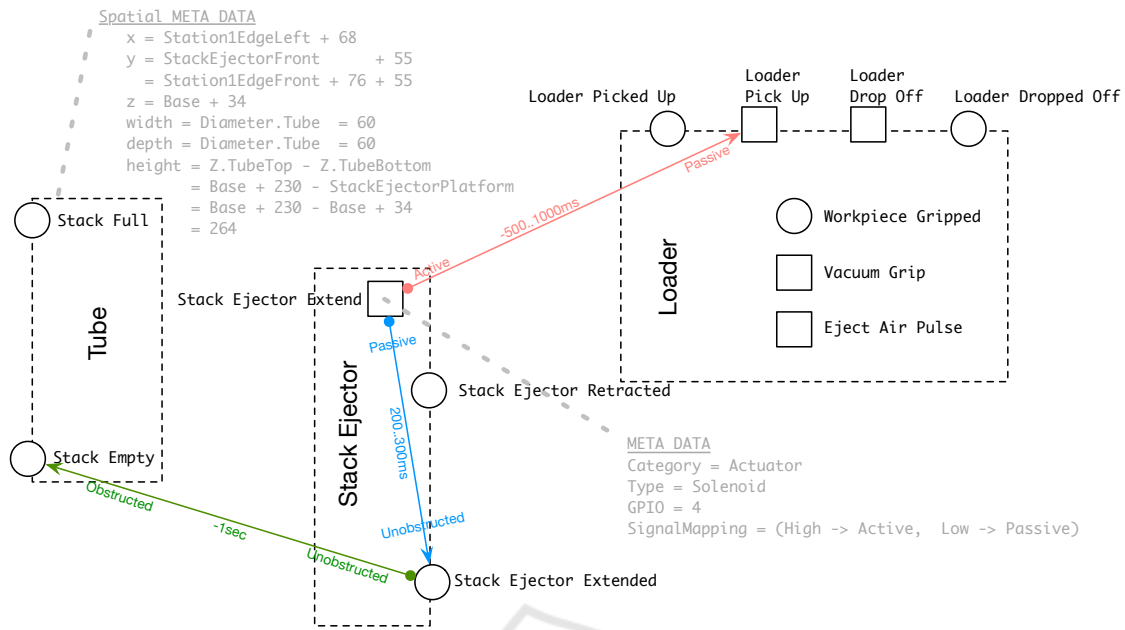 Spatial META DATA
x = Station1EdgeLeft + 68
y = StackEjectorFront + 55
= Station1EdgeFront + 76 + 55
z = Base + 34
width = Diameter.Tube = 60
depth = Diameter.Tube = 60
height = Z.TubeTop - Z.TubeBottom
= Base + 230 - StackEjectorPlatform
= Base + 230 - Base + 34
= 264
Loader Picked Up
Loader
Pick Up
Loader
Drop Off
Loader Dropped Off
Passive
-500..1000ms
Active
Stack Full
Tube
Stack Empty
Stack Ejector Extend
Passive
Stack Ejector
Stack Ejector Retracted
200..300ms
Unobstructed
Obstructed
-1sec
Unobstructed
Stack Ejector Extended
Loader
Workpiece Gripped
Vacuum Grip
Eject Air Pulse
META DATA
Category = Actuator
Type = Solenoid
GPIO = 4
SignalMapping = (High -> Active, Low -> Passive)